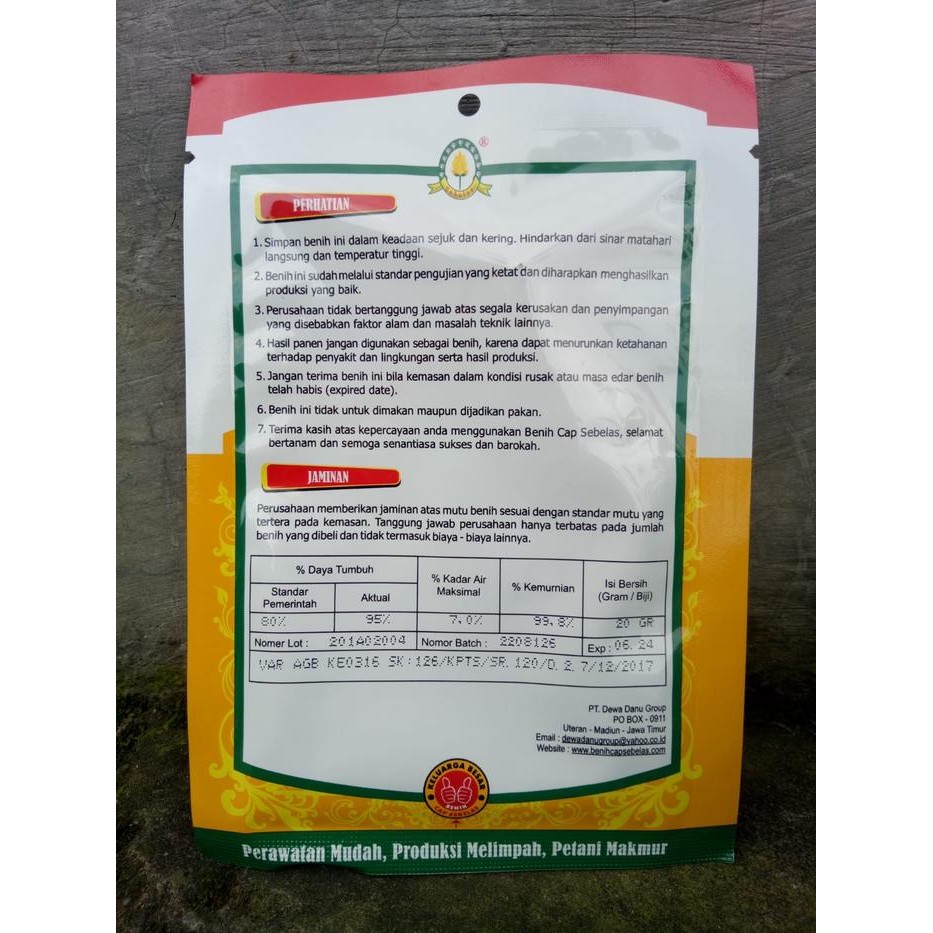 ®
PERHATIAN
1. Simpan benih ini dalam keadaan sejuk dan kering. Hindarkan dari sinar matahari
langsung dan temperatur tinggi.
2. Benih ini sudah melalui standar pengujian yang ketat dan diharapkan menghasilkan
produksi yang baik.
3. Perusahaan tidak bertanggung jawab atas segala kerusakan dan penyimpangan
yang disebabkan faktor alam dan masalah teknik lainnya.
4. Hasil panen jangan digunakan sebagai benih, karena dapat menurunkan ketahanan
terhadap penyakit dan lingkungan serta hasil produksi.
5. Jangan terima benih ini bila kemasan dalam kondisi rusak atau masa edar benih
telah habis (expired date).
6. Benih ini tidak untuk dimakan maupun dijadikan pakan.
7. Terima kasih atas kepercayaan anda menggunakan Benih Cap Sebelas, selamat
bertanam dan semoga senantiasa sukses dan barokah.
JAMINAN
Perusahaan memberikan jaminan atas mutu benih sesuai dengan standar mutu yang
tertera pada kemasan. Tanggung jawab perusahaan hanya terbatas pada jumlah
benih yang dibeli dan tidak termasuk biaya - biaya lainnya.
% Daya Tumbuh
% Kadar Air Maksimal
% Kemurnian
Isi Bersih (Gram / Biji)
Standar Pemerintah
Aktual
80% 95% 7,0% 99,8% 20 GR
Nomer Lot : 201A02004 Nomor Batch : 2208126 Exp : 06. 24
VAR AGB KE0316 SK:126/KPTS/SR.120/D.2.7/12/2017
PT. Dewa Danu Group
PO BOX - 0911
Uteran - Madiun - Jawa Timur
Email : dewadanugroup@yahoo.co.id
Website : www.benihcapsebelas.com
KELUARGA BESAR
BENIH
CAP SEBELAS
Perawatan Mudah, Produksi Melimpah, Petani Makmur